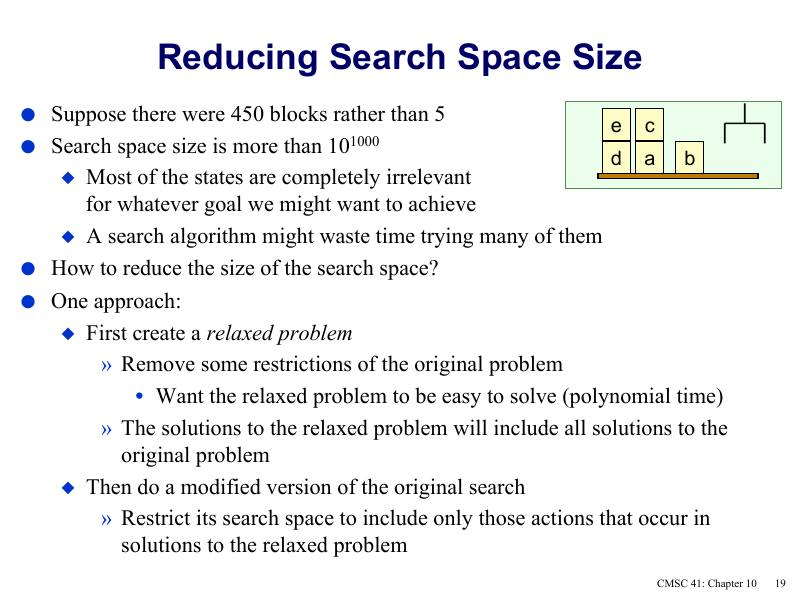 Reducing Search Space Size
● Suppose there were 450 blocks rather than 5
● Search space size is more than 10¹⁰⁰⁰
◆ Most of the states are completely irrelevant
for whatever goal we might want to achieve
◆ A search algorithm might waste time trying many of them
e c
d a b
● How to reduce the size of the search space?
● One approach:
◆ First create a relaxed problem
» Remove some restrictions of the original problem
• Want the relaxed problem to be easy to solve (polynomial time)
» The solutions to the relaxed problem will include all solutions to the
original problem
◆ Then do a modified version of the original search
» Restrict its search space to include only those actions that occur in
solutions to the relaxed problem
CMSC 41: Chapter 10 19